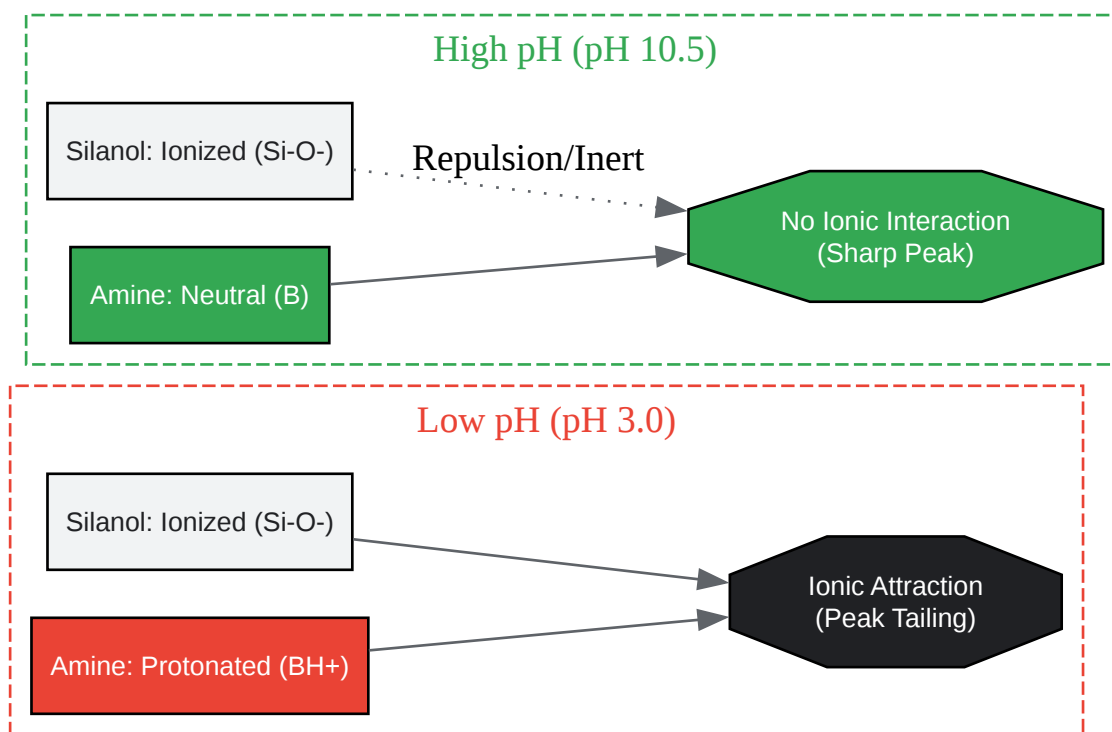 High pH (pH 10.5)
Silanol: Ionized (Si-O-)
Repulsion/Inert
Amine: Neutral (B)
No Ionic Interaction
(Sharp Peak)
Low pH (pH 3.0)
Silanol: Ionized (Si-O-)
Amine: Protonated (BH+)
Ionic Attraction
(Peak Tailing)